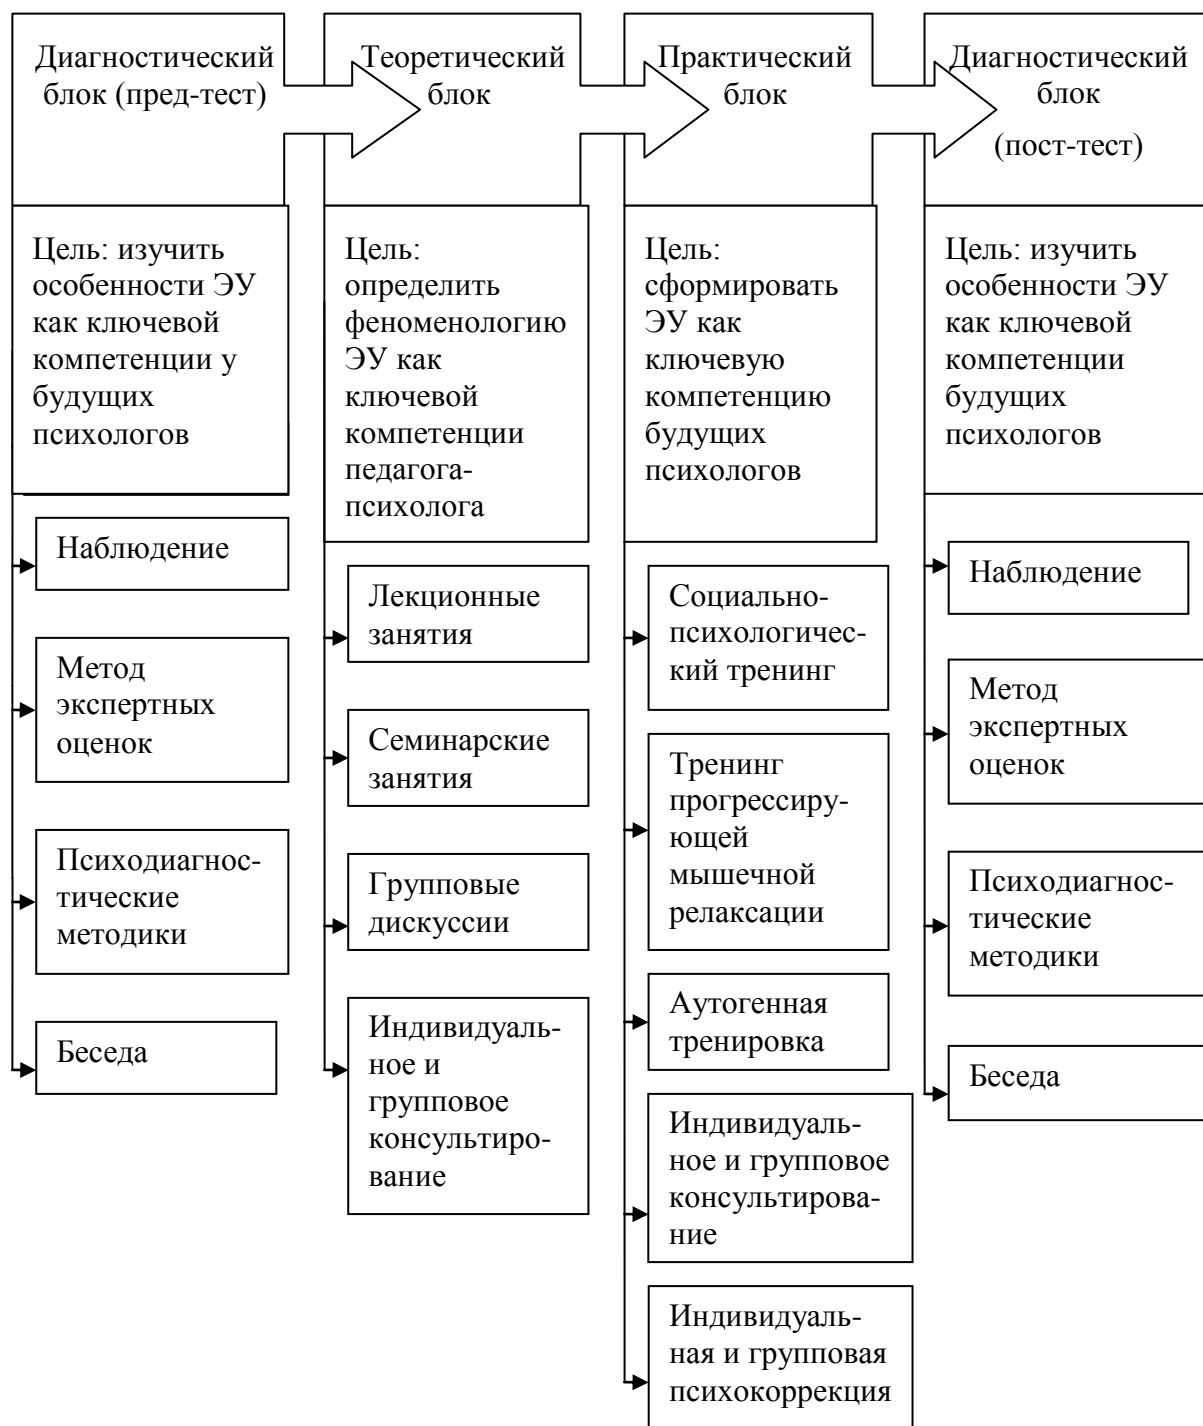 Диагностический
блок (пред-тест)
Теоретический
блок
Практический
блок
Диагностический
блок
(пост-тест)
Цель: изучить
особенности ЭУ
как ключевой
компетенции у
будущих
психологов
Наблюдение
Метод
экспертных
оценок
Психодиагнос-
тические
методики
Беседа
Цель:
определить
феноменологию
ЭУ как
ключевой
компетенции
педагога-
психолога
Лекционные
занятия
Семинарские
занятия
Групповые
дискуссии
Индивидуаль-
ное и
групповое
консультиро-
вание
Цель:
сформировать
ЭУ как
ключевую
компетенцию
будущих
психологов
Социально-
психологичес-
кий тренинг
Тренинг
прогрессиру-
ющей
мышечной
релаксации
Аутогенная
тренировка
Индивидуаль-
ное и групповое
консультирова-
ние
Индивидуаль-
ная и групповая
психокоррекция
Цель: изучить
особенности ЭУ
как ключевой
компетенции
будущих
психологов
Наблюдение
Метод
экспертных
оценок
Психодиагнос-
тические
методики
Беседа